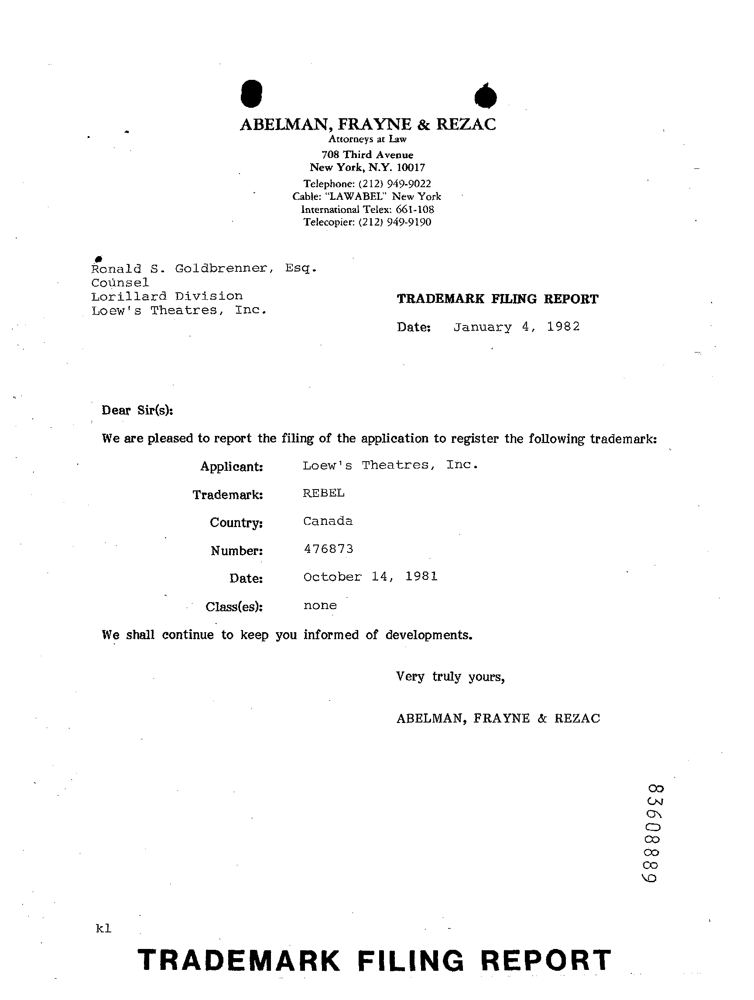 ABELMAN, FRAYNE & REZAC
Attorneys at Law
708 Third Avenue
New York, N.Y. 10017
Telephone: (212) 949-9022
Cable: "LAWABEL" New York
International Telex: 661-108
Telecopier: (212) 949-9190
Ronald S. Goldbrenner, Esq.
Counsel
Lorillard Division
Loew's Theatres, Inc.
TRADEMARK FILING REPORT
Date: January 4, 1982
Dear Sir(s):
We are pleased to report the filing of the application to register the following trademark:
Applicant: Loew's Theatres, Inc.
Trademark: REBEL
Country: Canada
Number: 476873
Date: October 14, 1981
Class(es): none
We shall continue to keep you informed of developments.
Very truly yours,
ABELMAN, FRAYNE & REZAC
83608889
kl
TRADEMARK FILING REPORT